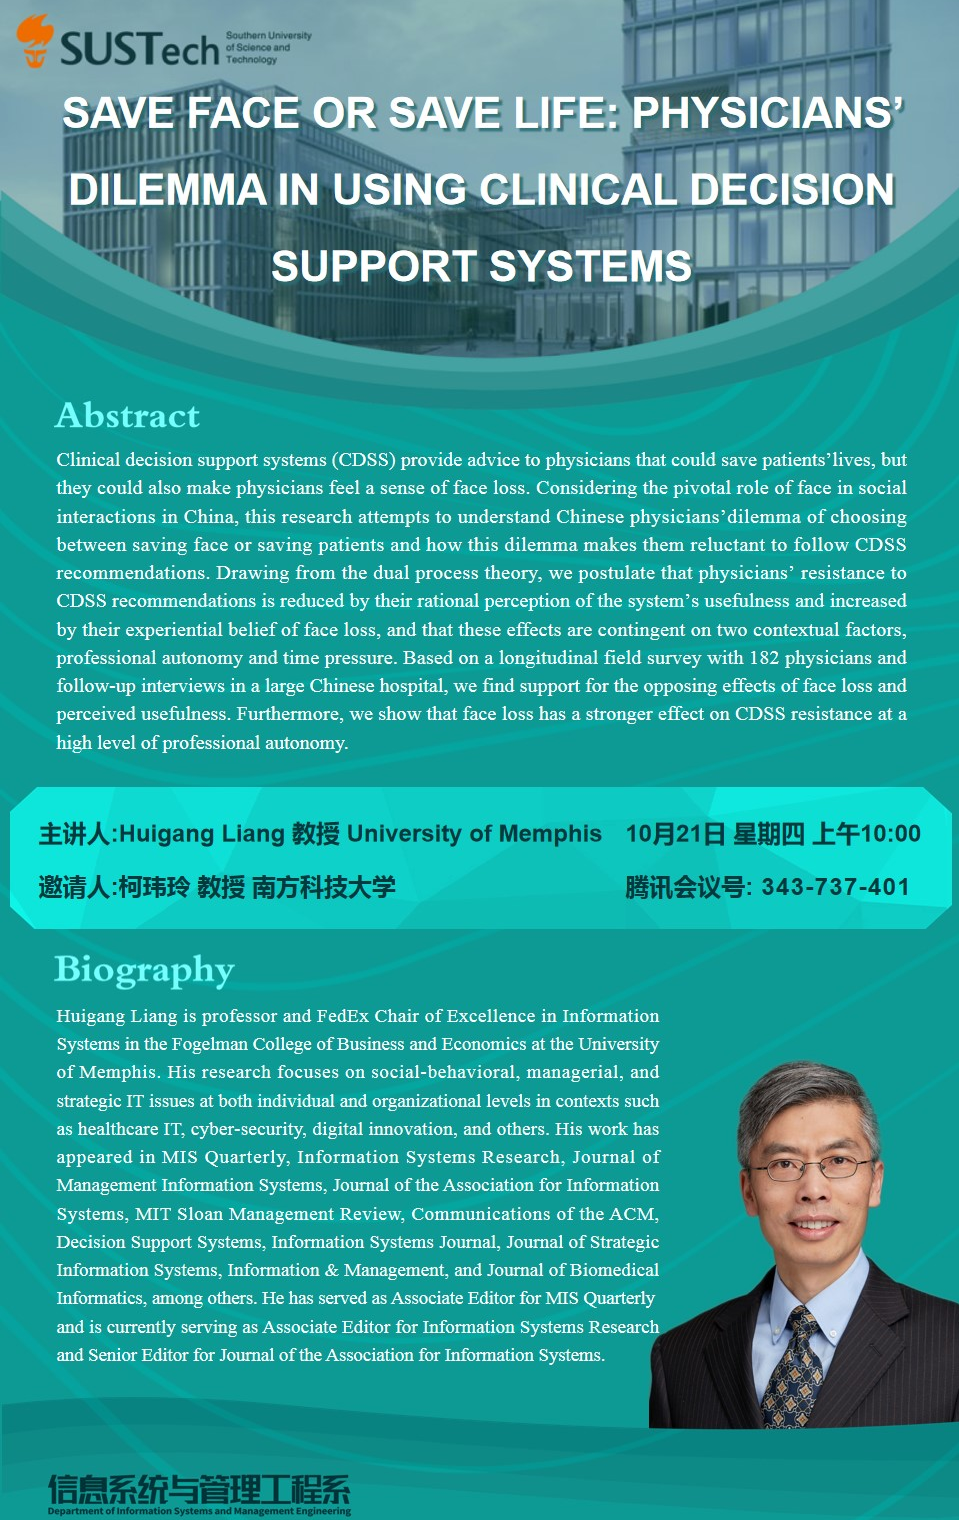 SUSTech
Southern University
of Science and
Technology
SAVE FACE OR SAVE LIFE: PHYSICIANS’
DILEMMA IN USING CLINICAL DECISION
SUPPORT SYSTEMS
Abstract
Clinical decision support systems (CDSS) provide advice to physicians that could save patients’lives, but
they could also make physicians feel a sense of face loss. Considering the pivotal role of face in social
interactions in China, this research attempts to understand Chinese physicians’dilemma of choosing
between saving face or saving patients and how this dilemma makes them reluctant to follow CDSS
recommendations. Drawing from the dual process theory, we postulate that physicians’ resistance to
CDSS recommendations is reduced by their rational perception of the system’s usefulness and increased
by their experiential belief of face loss, and that these effects are contingent on two contextual factors,
professional autonomy and time pressure. Based on a longitudinal field survey with 182 physicians and
follow-up interviews in a large Chinese hospital, we find support for the opposing effects of face loss and
perceived usefulness. Furthermore, we show that face loss has a stronger effect on CDSS resistance at a
high level of professional autonomy.
主讲人:Huigang Liang 教授 University of Memphis 10月21日 星期四 上午10:00
邀请人:柯玮玲 教授 南方科技大学 腾讯会议号: 343-737-401
Biography
Huigang Liang is professor and FedEx Chair of Excellence in Information
Systems in the Fogelman College of Business and Economics at the University
of Memphis. His research focuses on social-behavioral, managerial, and
strategic IT issues at both individual and organizational levels in contexts such
as healthcare IT, cyber-security, digital innovation, and others. His work has
appeared in MIS Quarterly, Information Systems Research, Journal of
Management Information Systems, Journal of the Association for Information
Systems, MIT Sloan Management Review, Communications of the ACM,
Decision Support Systems, Information Systems Journal, Journal of Strategic
Information Systems, Information & Management, and Journal of Biomedical
Informatics, among others. He has served as Associate Editor for MIS Quarterly
and is currently serving as Associate Editor for Information Systems Research
and Senior Editor for Journal of the Association for Information Systems.
信息系统与管理工程系
Department of Information Systems and Management Engineering